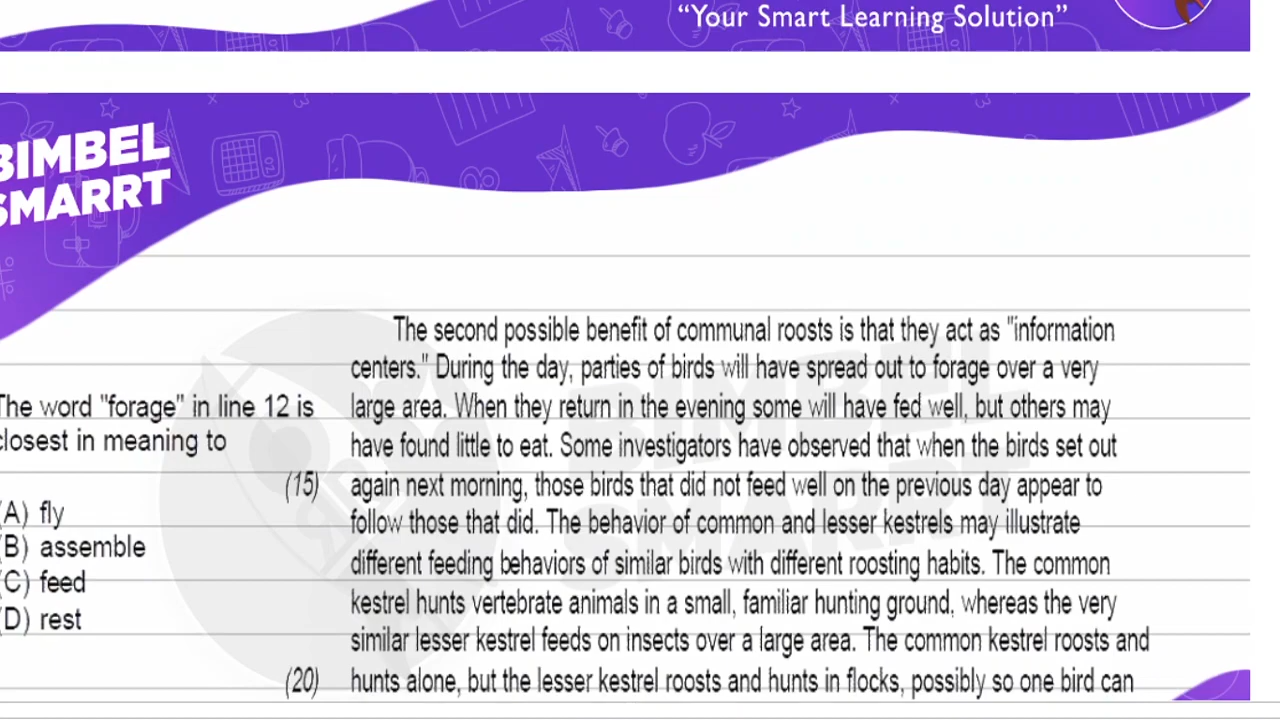 “Your Smart Learning Solution”
BIMBEL
SMARRT
The word "forage" in line 12 is
closest in meaning to
(A) fly
(B) assemble
(C) feed
(D) rest
The second possible benefit of communal roosts is that they act as "information
centers." During the day, parties of birds will have spread out to forage over a very
large area. When they return in the evening some will have fed well, but others may
have found little to eat. Some investigators have observed that when the birds set out
(15) again next morning, those birds that did not feed well on the previous day appear to
follow those that did. The behavior of common and lesser kestrels may illustrate
different feeding behaviors of similar birds with different roosting habits. The common
kestrel hunts vertebrate animals in a small, familiar hunting ground, whereas the very
similar lesser kestrel feeds on insects over a large area. The common kestrel roosts and
(20) hunts alone, but the lesser kestrel roosts and hunts in flocks, possibly so one bird can